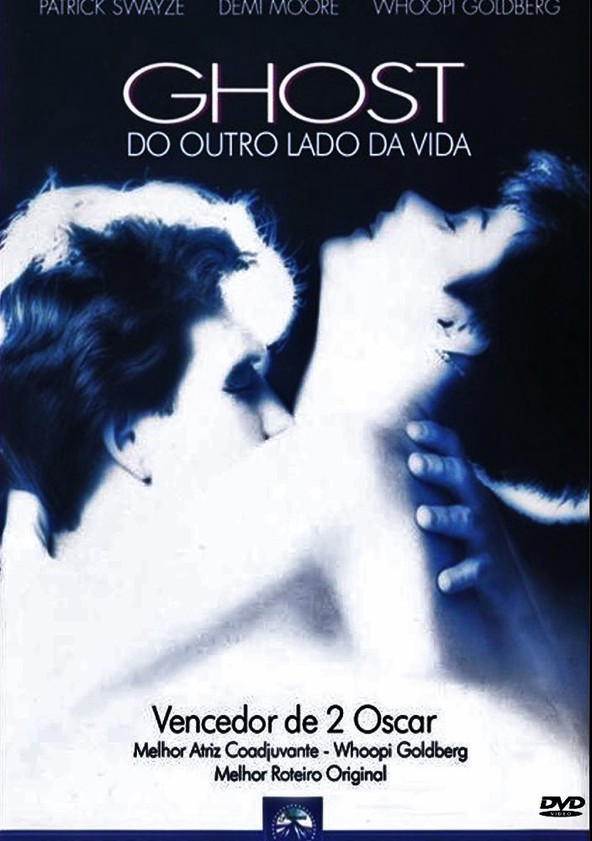 PATRICK SWAYZE DEMI MOORE WHOOPI GOLDBERG
GHOST
DO OUTRO LADO DA VIDA
Vencedor de 2 Oscar
Melhor Atriz Coadjuvante - Whoopi Goldberg
Melhor Roteiro Original
DVD
VIDEO